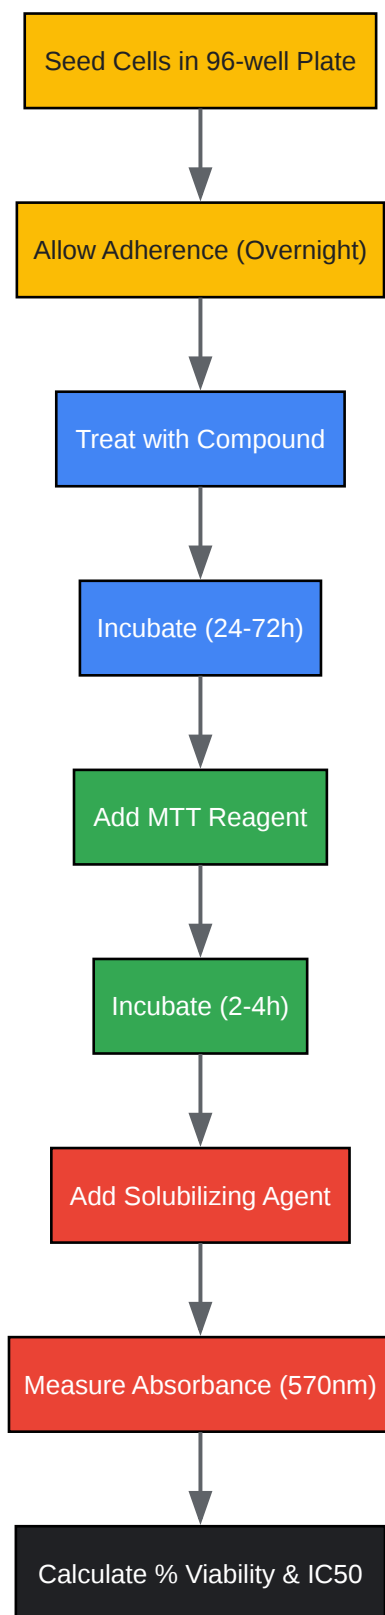 Seed Cells in 96-well Plate
Allow Adherence (Overnight)
Treat with Compound
Incubate (24-72h)
Add MTT Reagent
Incubate (2-4h)
Add Solubilizing Agent
Measure Absorbance (570nm)
Calculate % Viability & IC50